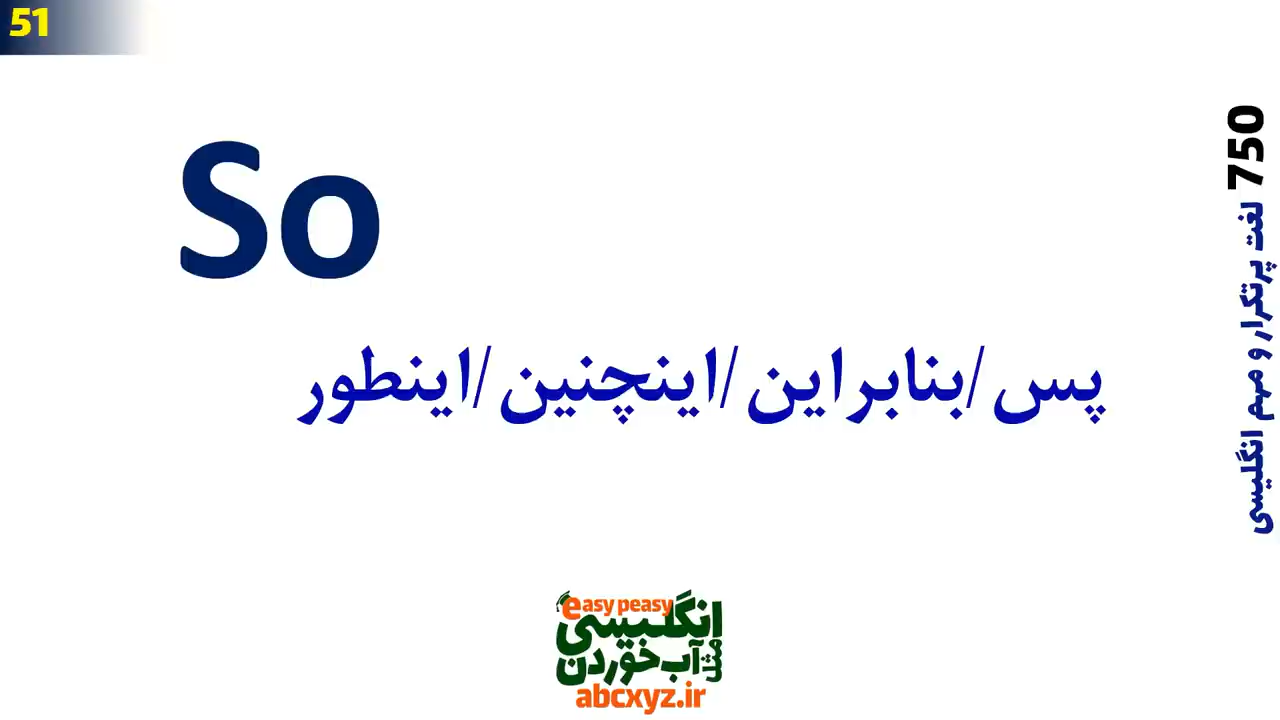 51
So
پس /بنابراین /اینچنین /اینطور
750 لغت پرتکرار و مهم انگلیسی
easy peasy
انگلیسی
مثل آب خوردن
abcxyz.ir